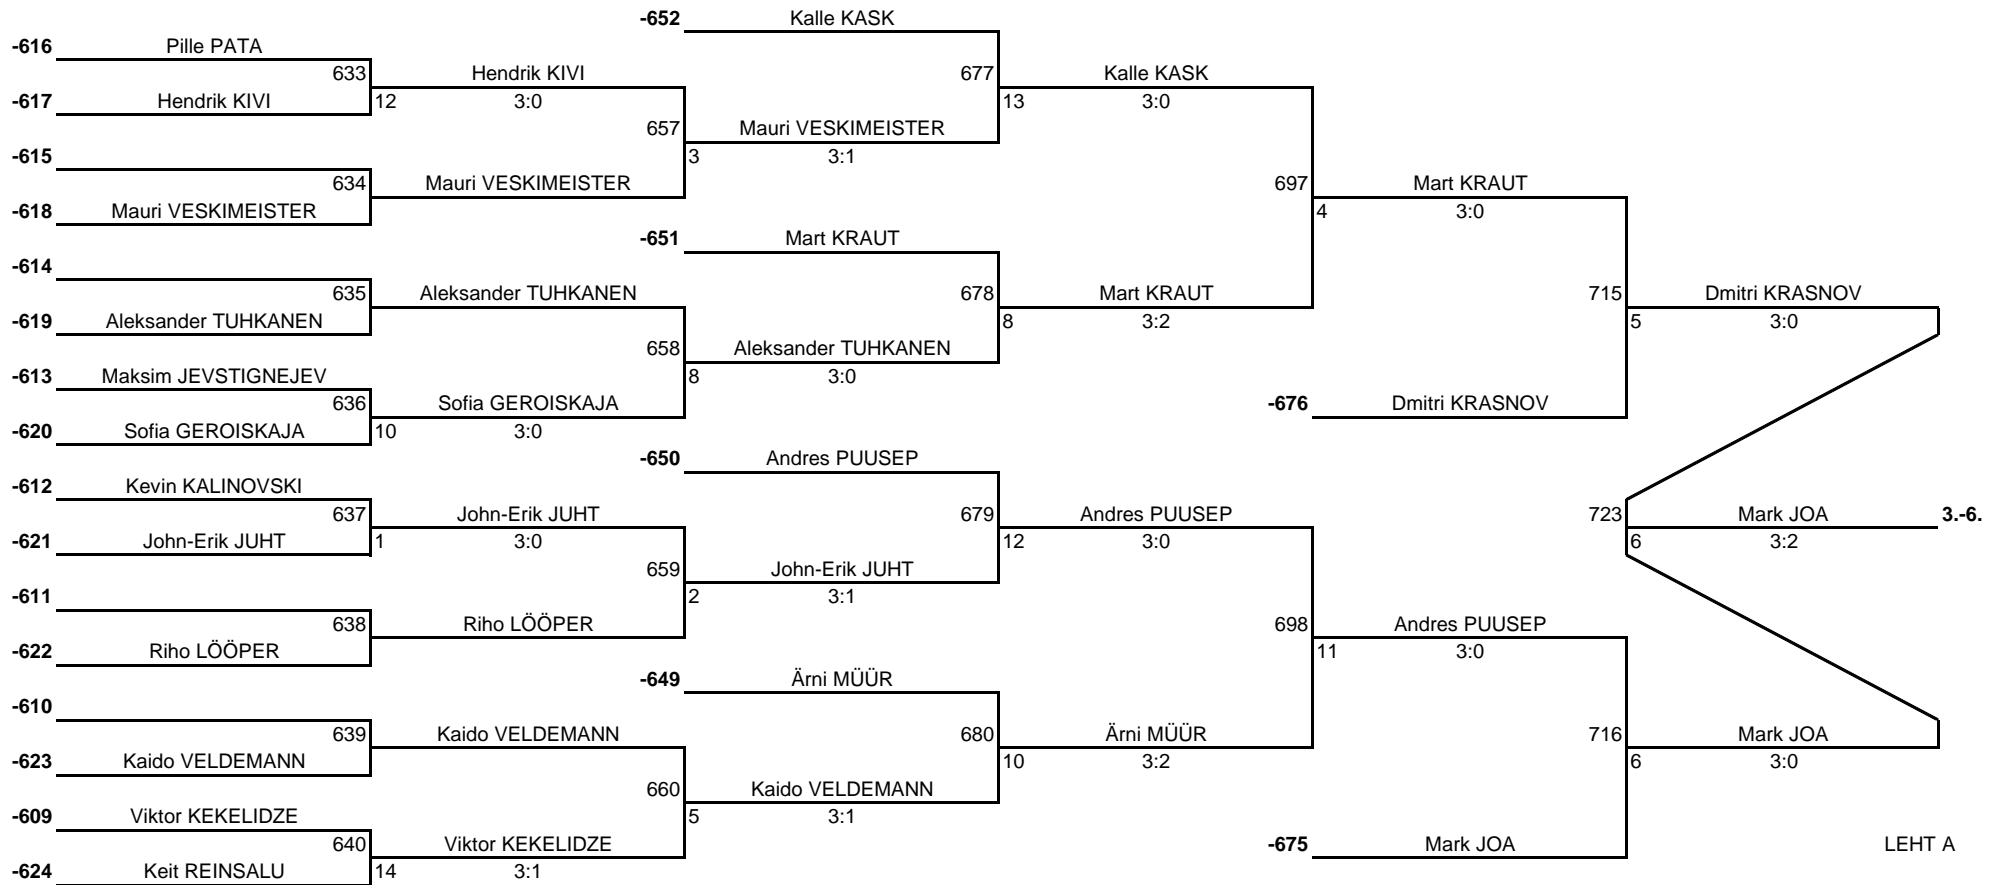 -652 Kalle KASK
-616 Pille PATA
633 Hendrik KIVI 677 Kalle KASK
-617 Hendrik KIVI 12 3:0 13 3:0
657 Mauri VESKIMEISTER
-615 3 3:1
634 Mauri VESKIMEISTER 697 Mart KRAUT
-618 Mauri VESKIMEISTER 4 3:0
-651 Mart KRAUT
-614
635 Aleksander TUHKANEN 678 Mart KRAUT 715 Dmitri KRASNOV
-619 Aleksander TUHKANEN 8 3:2 5 3:0
658 Aleksander TUHKANEN
-613 Maksim JEVSTIGNEJEV 8 3:0
636 Sofia GEROISKAJA -676 Dmitri KRASNOV
-620 Sofia GEROISKAJA 10 3:0
-650 Andres PUUSEP
-612 Kevin KALINOVSKI
637 John-Erik JUHT 679 Andres PUUSEP 723 Mark JOA 3.-6.
-621 John-Erik JUHT 1 3:0 12 3:0 6 3:2
659 John-Erik JUHT
-611 2 3:1
638 Riho LÖÖPER 698 Andres PUUSEP
-622 Riho LÖÖPER 11 3:0
-649 Ärni MÜÜR
-610
639 Kaido VELDEMANN 680 Ärni MÜÜR 716 Mark JOA
-623 Kaido VELDEMANN 10 3:2 6 3:0
660 Kaido VELDEMANN
-609 Viktor KEKELIDZE 5 3:1
640 Viktor KEKELIDZE -675 Mark JOA LEHT A
-624 Keit REINSALU 14 3:1